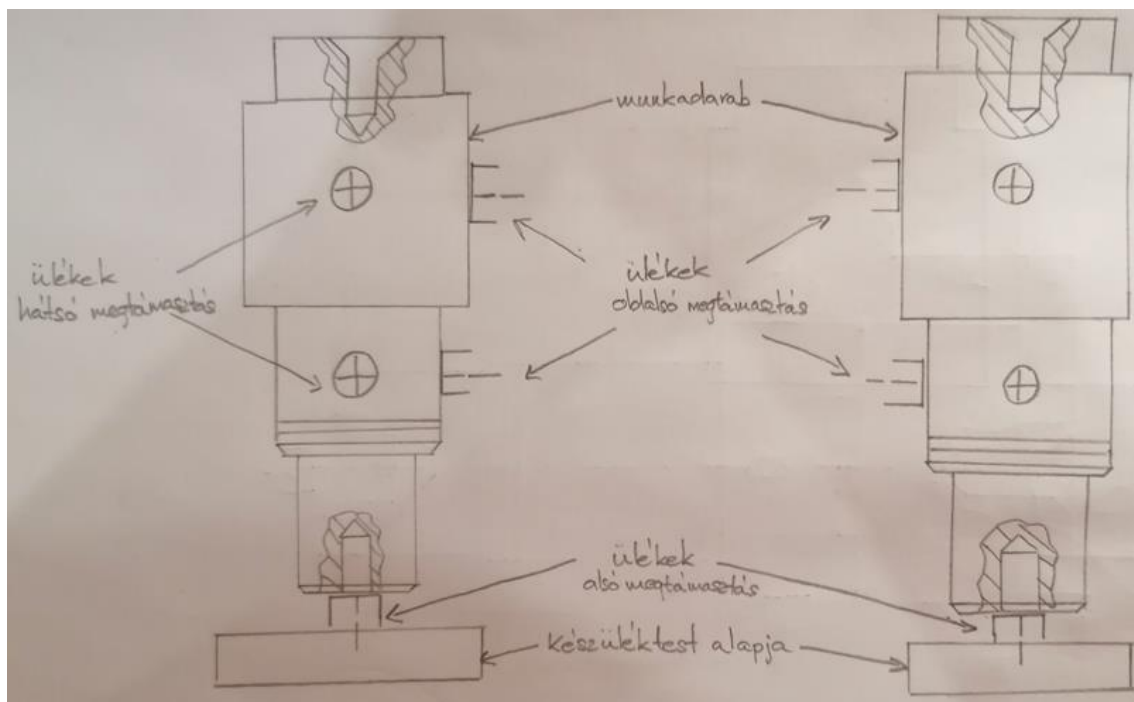 munkadarab
ülékek
hátsó megtámasztás
ülékek
oldalsó megtámasztás
ülékek
alsó megtámasztás
készüléktest alapja